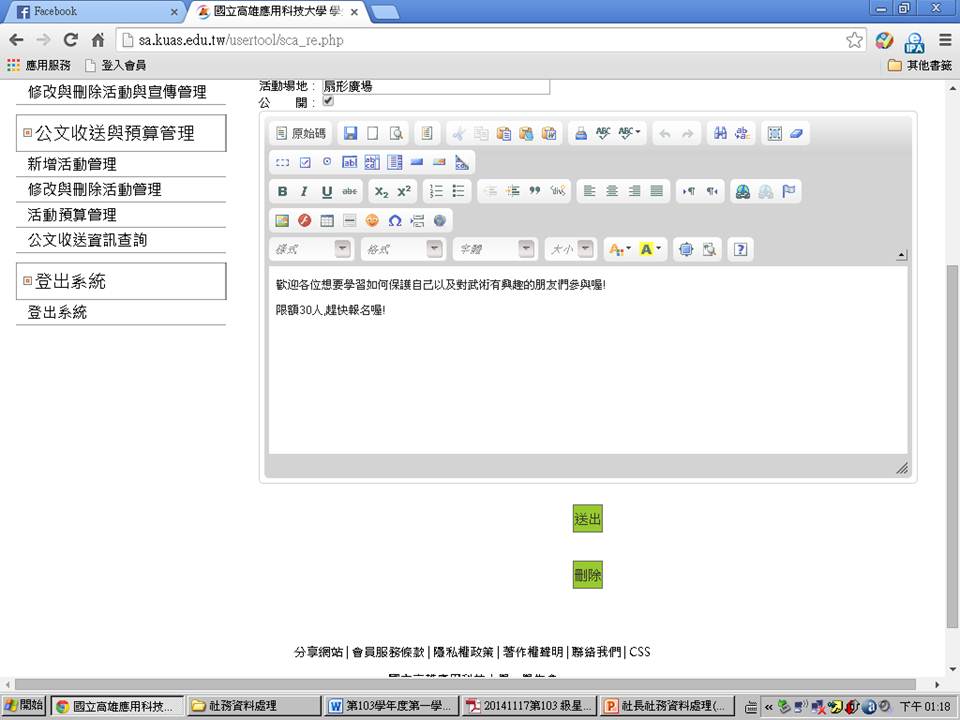 Facebook
國立高雄應用科技大學 學
sa.kuas.edu.tw/usertool/sca_re.php
應用服務
登入會員
其他書籤
修改與刪除活動與宣傳管理
公文收送與預算管理
新增活動管理
修改與刪除活動管理
活動預算管理
公文收送資訊查詢
登出系統
登出系統
活動場地：扇形廣場
公 開：
原始碼
B I U abc X₂ X²
樣式 格式 字體 大小
歡迎各位想要學習如何保護自己以及對武術有興趣的朋友們參與喔!
限額30人,趕快報名喔!
送出
刪除
分享網站 | 會員服務條款 | 隱私權政策 | 著作權聲明 | 聯絡我們 | CSS
開始
國立高雄應用科技...
社務資料處理
第103學年度第一學...
20141117第103 級星...
社長社務資料處理(...
下午 01:18